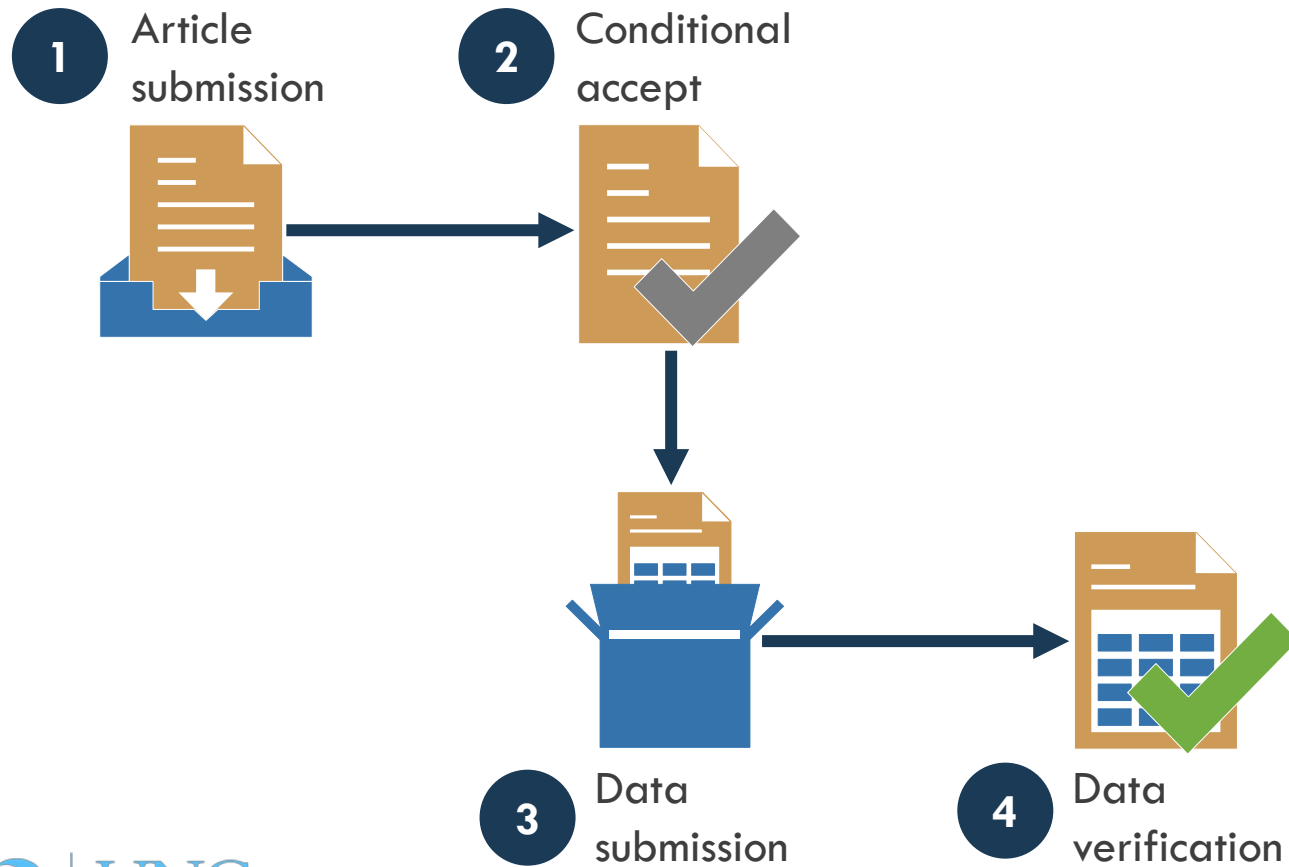 1
Article
submission
2
Conditional
accept
3
Data
submission
4
Data
verification